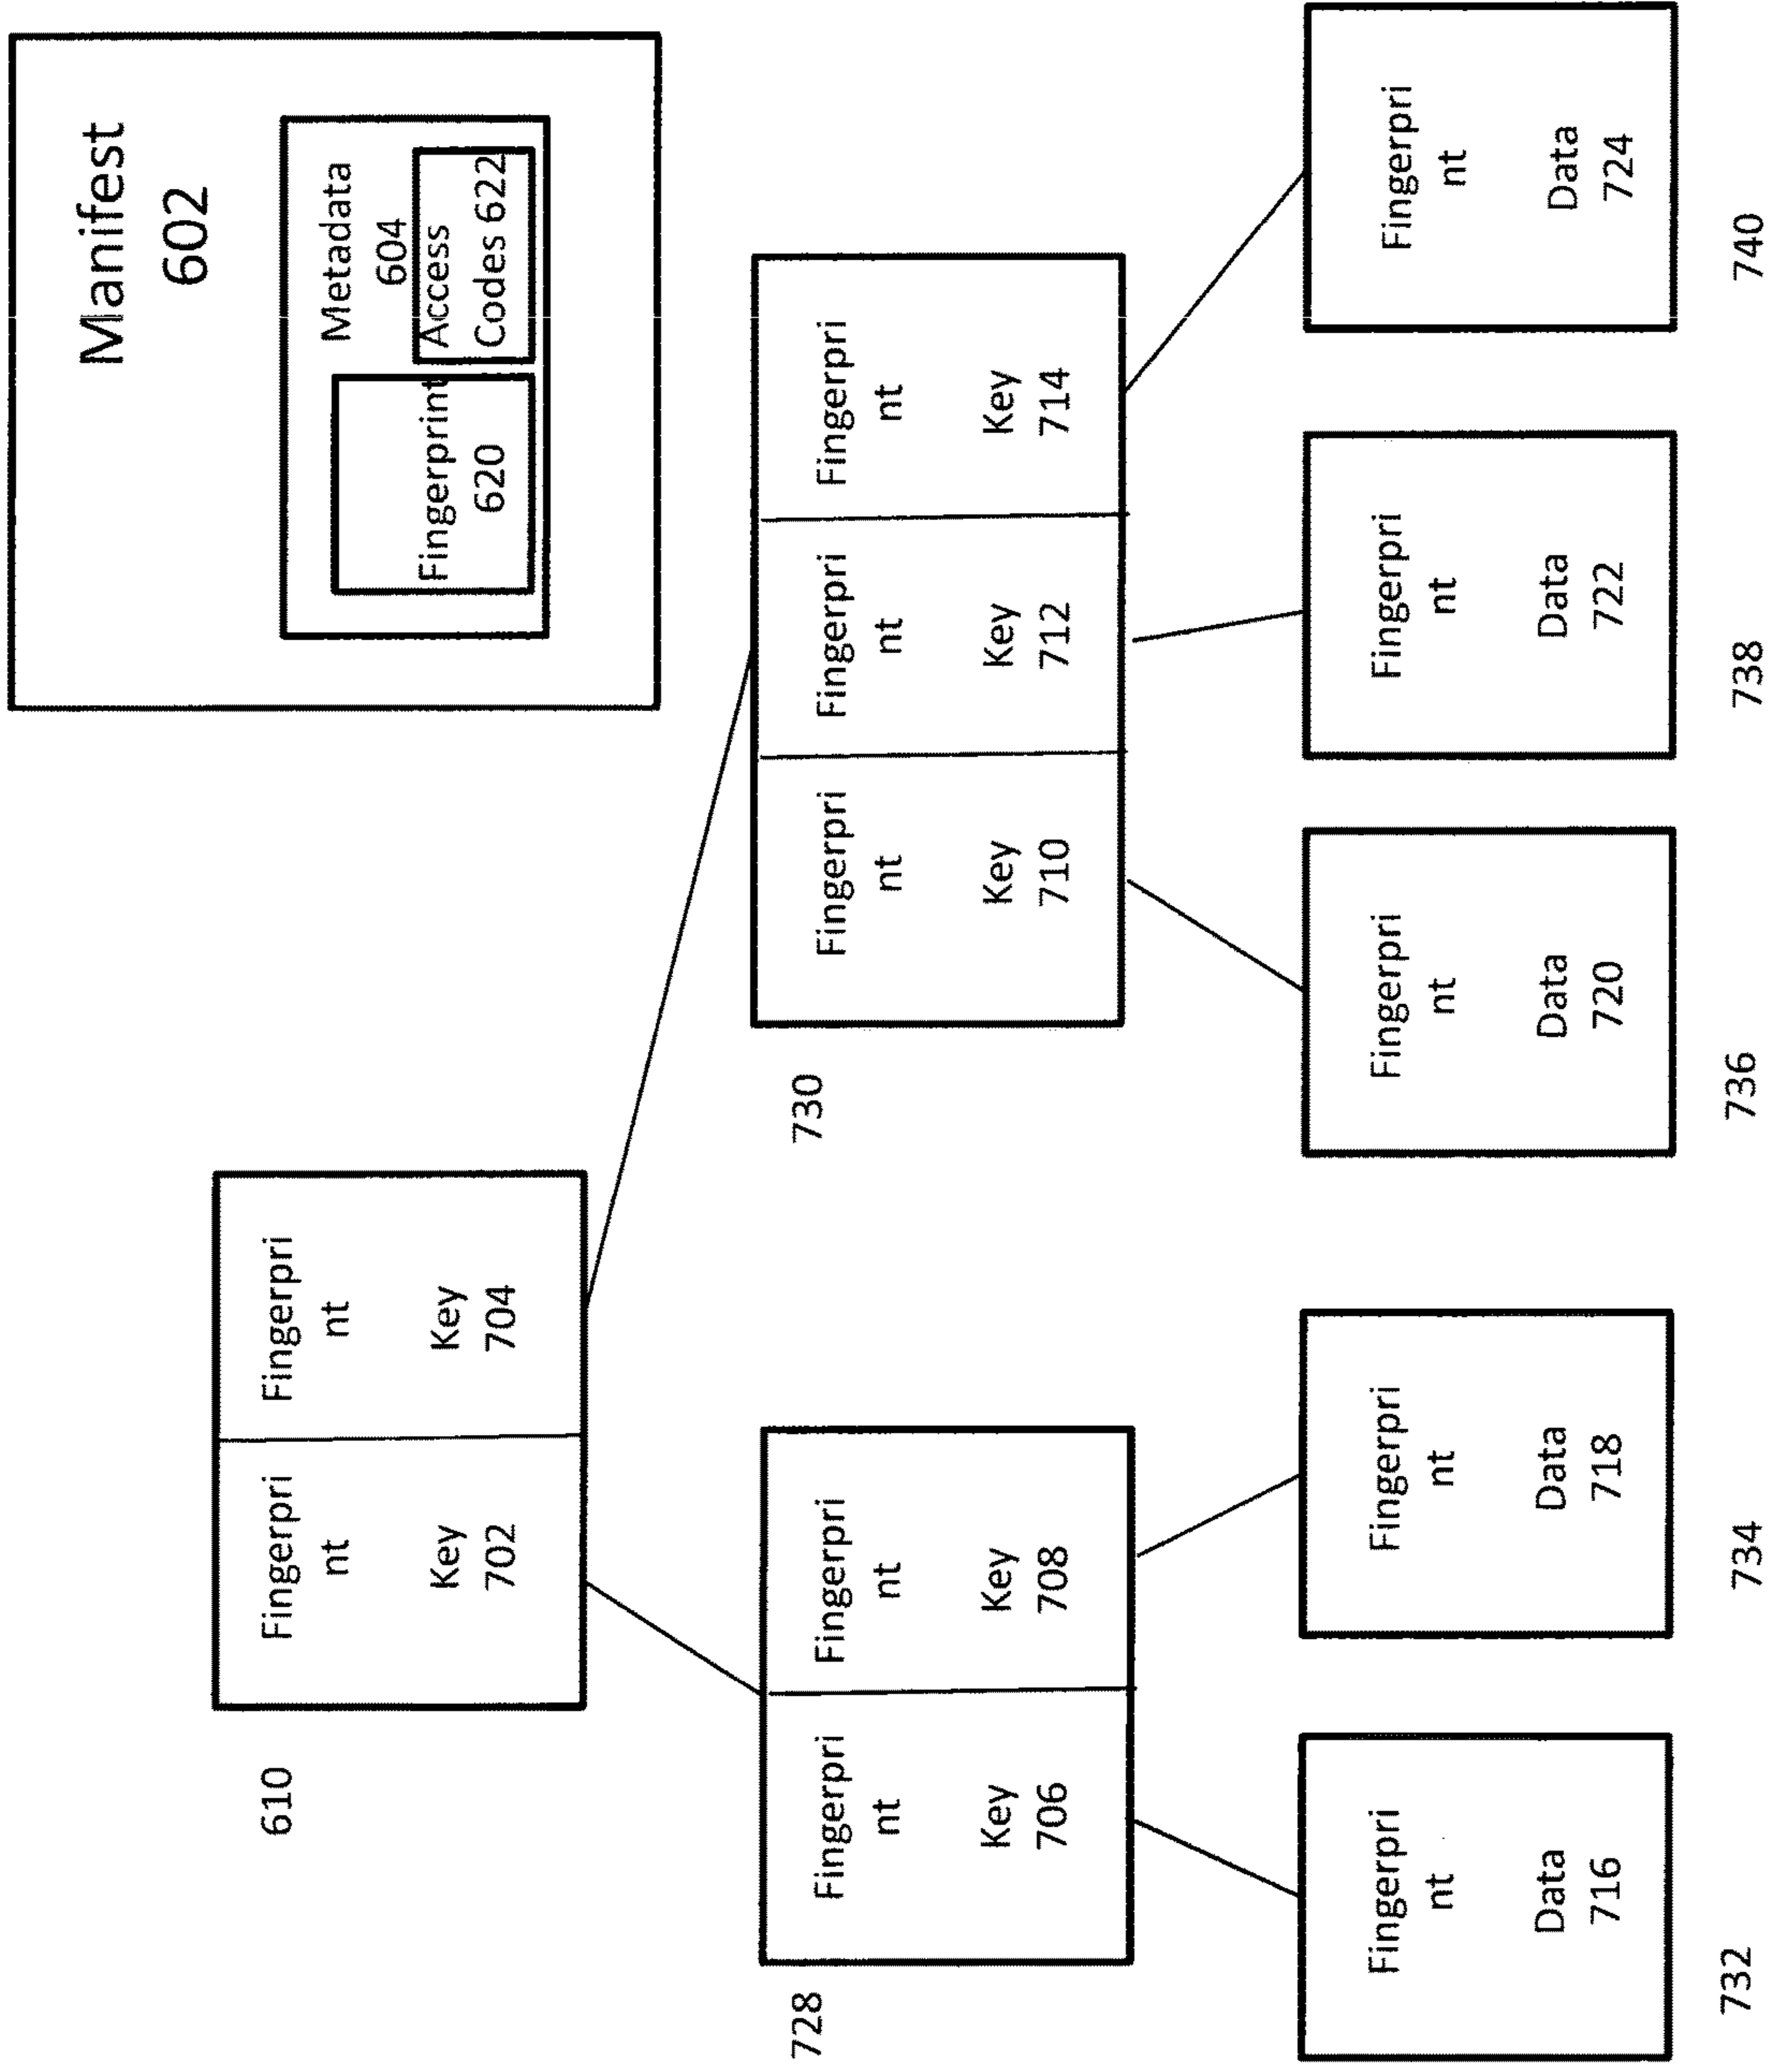 Manifest
602
Metadata
604
Fingerprint
620
Access
Codes 622
610
Fingerpri
nt
Key
702
Fingerpri
nt
Key
704
728
Fingerpri
nt
Key
706
Fingerpri
nt
Key
708
730
Fingerpri
nt
Key
710
Fingerpri
nt
Key
712
Fingerpri
nt
Key
714
Fingerpri
nt
Data
716
732
Fingerpri
nt
Data
718
734
Fingerpri
nt
Data
720
736
Fingerpri
nt
Data
722
738
Fingerpri
nt
Data
724
740